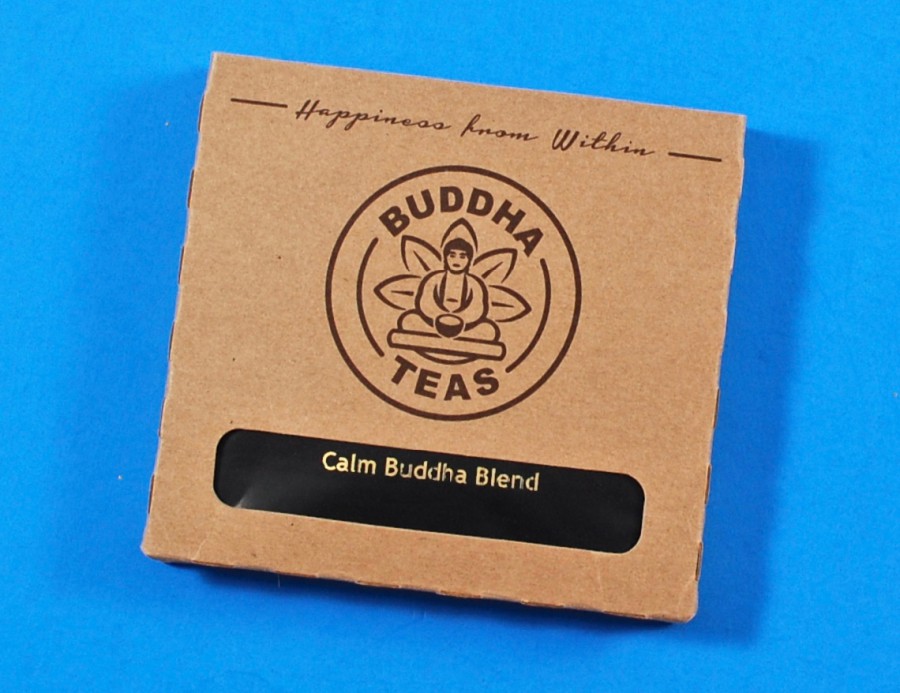 Happiness from Within
BUDDHA
TEAS
Calm Buddha Blend